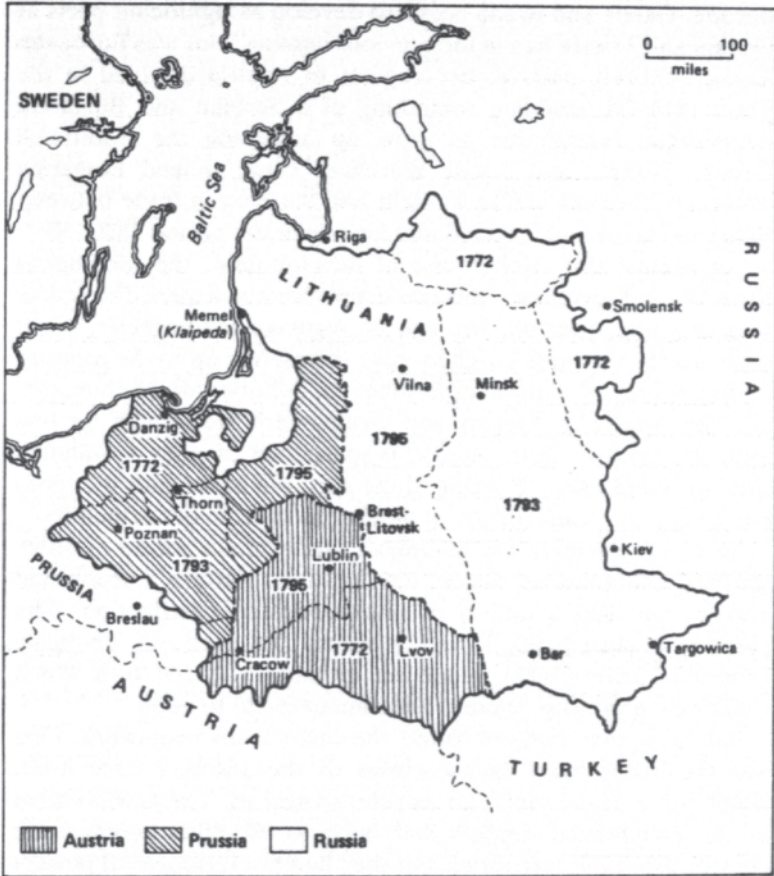 0 100
miles
SWEDEN
Baltic Sea
Riga
LITHUANIA
1772
RUSSIA
Smolensk
Memel
(Klaipeda)
1772
Vilna
Minsk
Danzig
1795
1772
1795
Thorn
1793
Brest-
Litovsk
Poznan
Kiev
1793
Lublin
PRUSSIA
1795
Breslau
Lvov
Targowica
1772
Bar
Cracow
AUSTRIA
TURKEY
Austria Prussia Russia